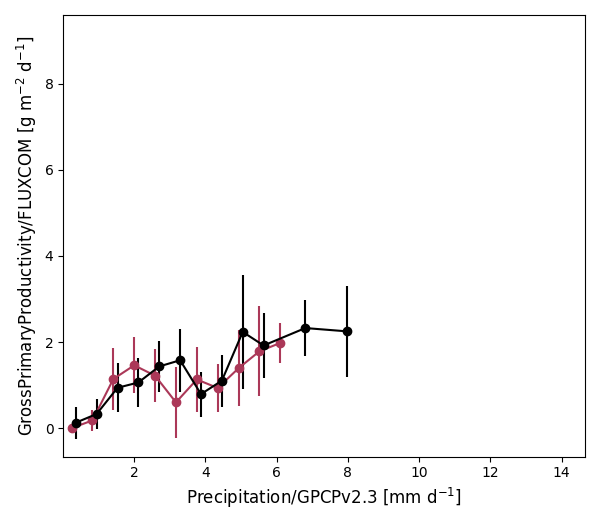 GrossPrimaryProductivity/FLUXCOM [g m⁻² d⁻¹]
8
6
4
2
0
2 4 6 8 10 12 14
Precipitation/GPCPv2.3 [mm d⁻¹]